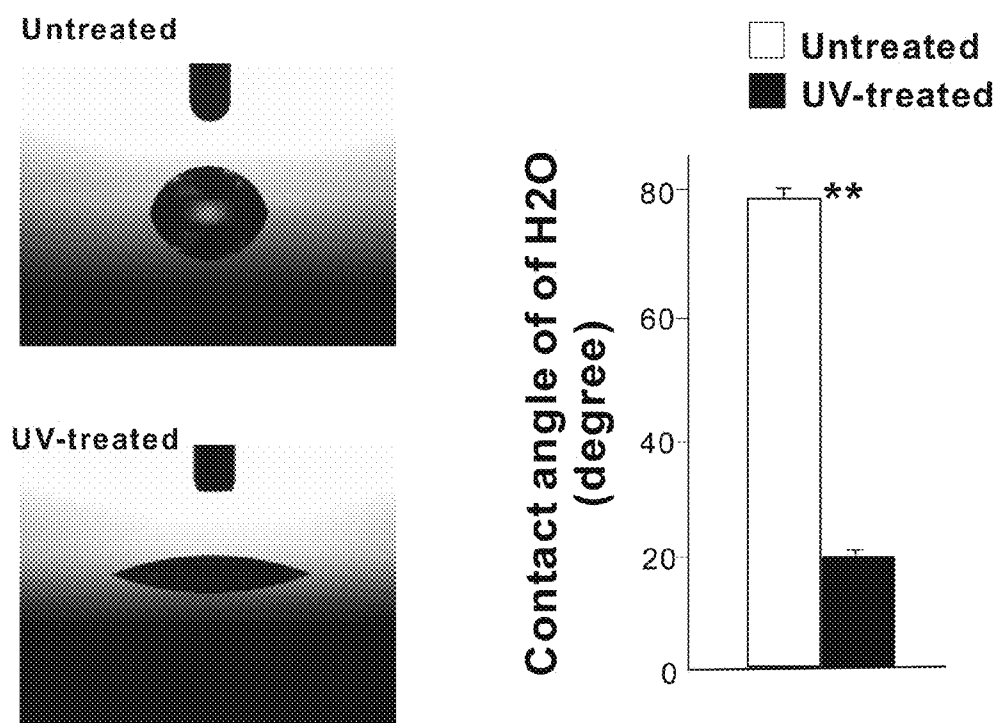 Untreated
UV-treated
Untreated
UV-treated
Contact angle of of H2O
(degree)
80
60
40
20
0
**